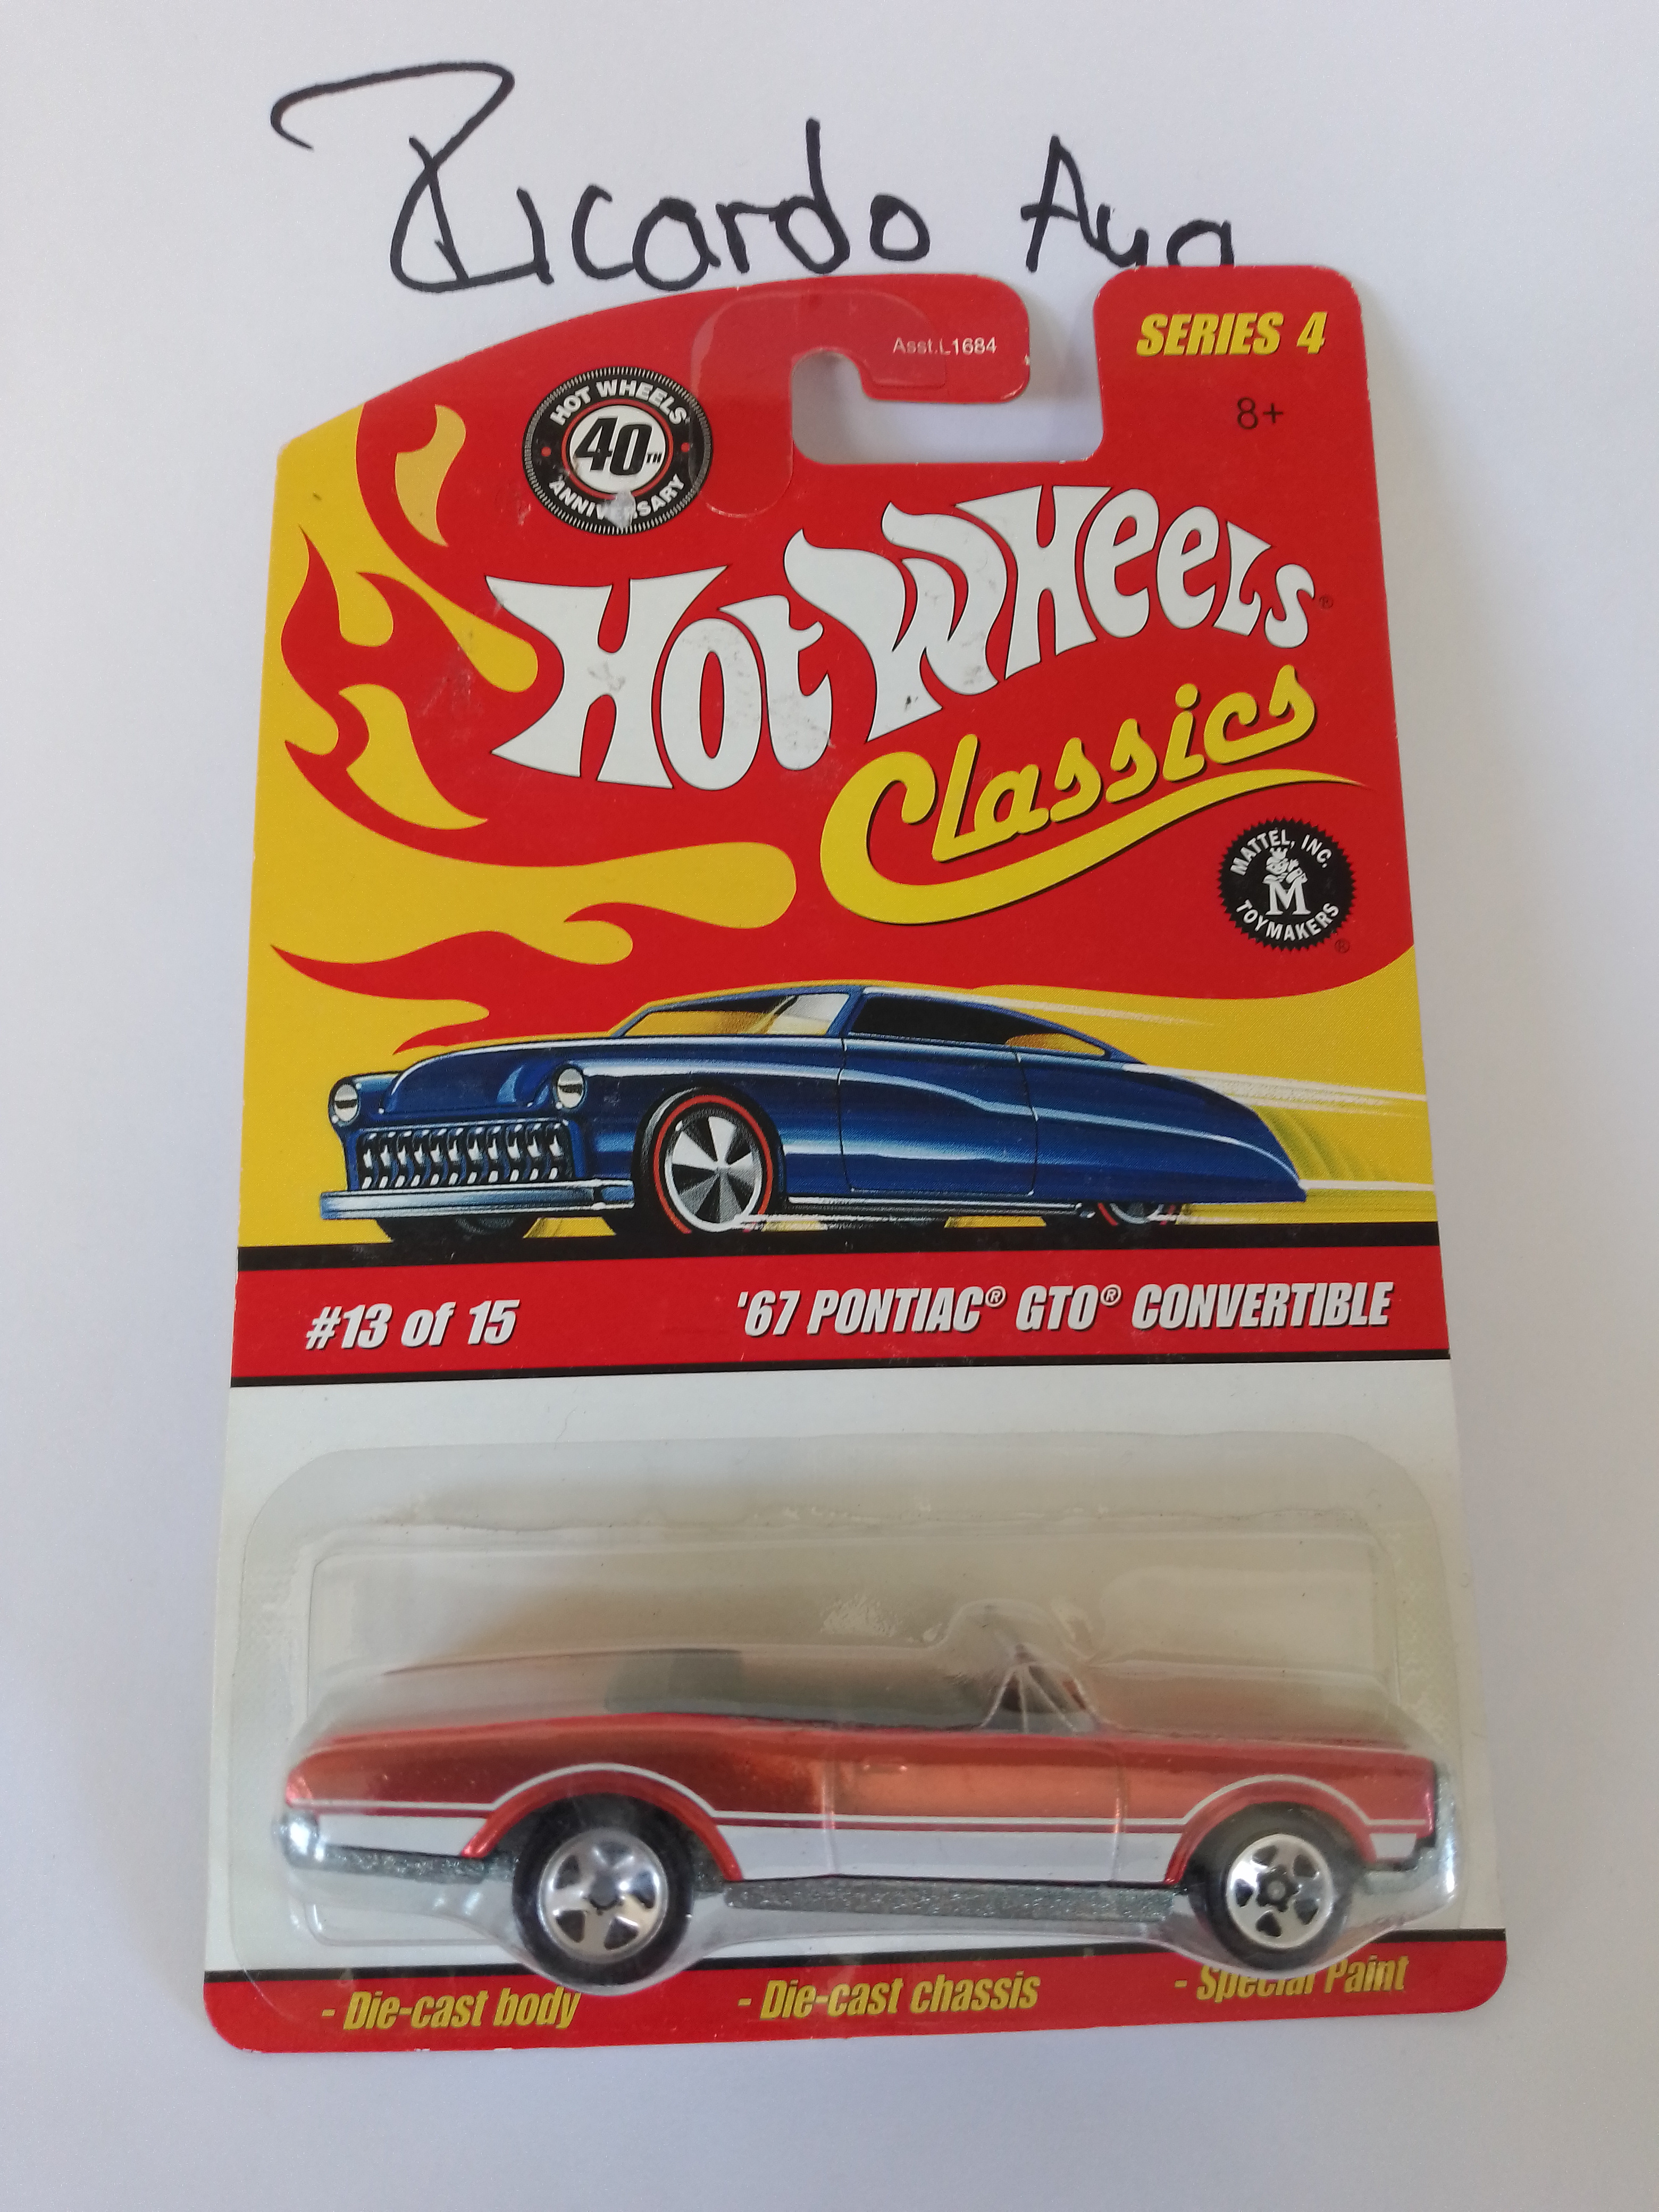 Ricardo Aya
Asst.L1684
SERIES 4
8+
HOT WHEELS®
40TH
ANNIVERSARY
HOT WHEELS®
Classics
MATTEL, INC.
M
TOYMAKERS
®
#13 of 15 '67 PONTIAC® GTO® CONVERTIBLE
- Die-cast body - Die-cast chassis - Special Paint